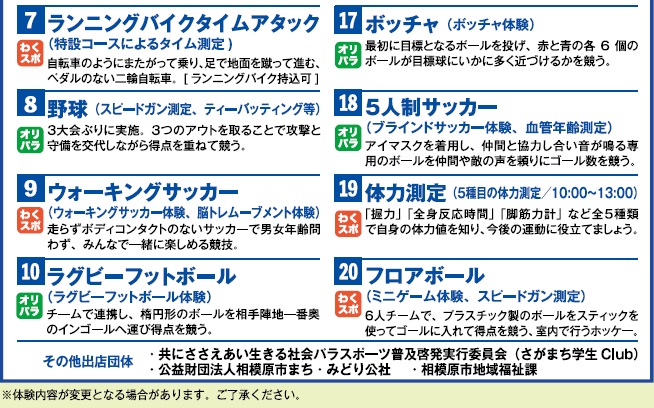 7 ランニングバイクタイムアタック
わくスポ
(特設コースによるタイム測定)
自転車のようにまたがって乗り、足で地面を蹴って進む、
ペダルのない二輪自転車。[ランニングバイク持込可]
8 野球(スピードガン測定、ティーバッティング等)
オリパラ
3大会ぶりに実施。3つのアウトを取ることで攻撃と
守備を交代しながら得点を重ねて競う。
9 ウォーキングサッカー
わくスポ
(ウォーキングサッカー体験、脳トレムーブメント体験)
走らずボディコンタクトのないサッカーで男女年齢問
わず、みんなで一緒に楽しめる競技。
10 ラグビーフットボール
オリパラ
(ラグビーフットボール体験)
チームで連携し、楕円形のボールを相手陣地一番奥
のインゴールへ運び得点を競う。
17 ボッチャ(ボッチャ体験)
オリパラ
最初に目標となるボールを投げ、赤と青の各6個の
ボールが目標球にいかに多く近づけるかを競う。
18 5人制サッカー
オリパラ
(ブラインドサッカー体験、血管年齢測定)
アイマスクを着用し、仲間と協力し合い音が鳴る専
用のボールを仲間や敵の声を頼りにゴール数を競う。
19 体力測定(5種目の体力測定/10:00~13:00)
わくスポ
「握力」「全身反応時間」「脚筋力計」など全5種類
で自身の体力値を知り、今後の運動に役立てましょう。
20 フロアボール
わくスポ
(ミニゲーム体験、スピードガン測定)
6人チームで、プラスチック製のボールをスティックを
使ってゴールに入れて得点を競う、室内で行うホッケー。
その他出店団体
・共にささえあい生きる社会パラスポーツ普及啓発実行委員会(さがまち学生Club)
・公益財団法人相模原市まち・みどり公社 ・相模原市地域福祉課
※体験内容が変更となる場合があります。ご了承ください。